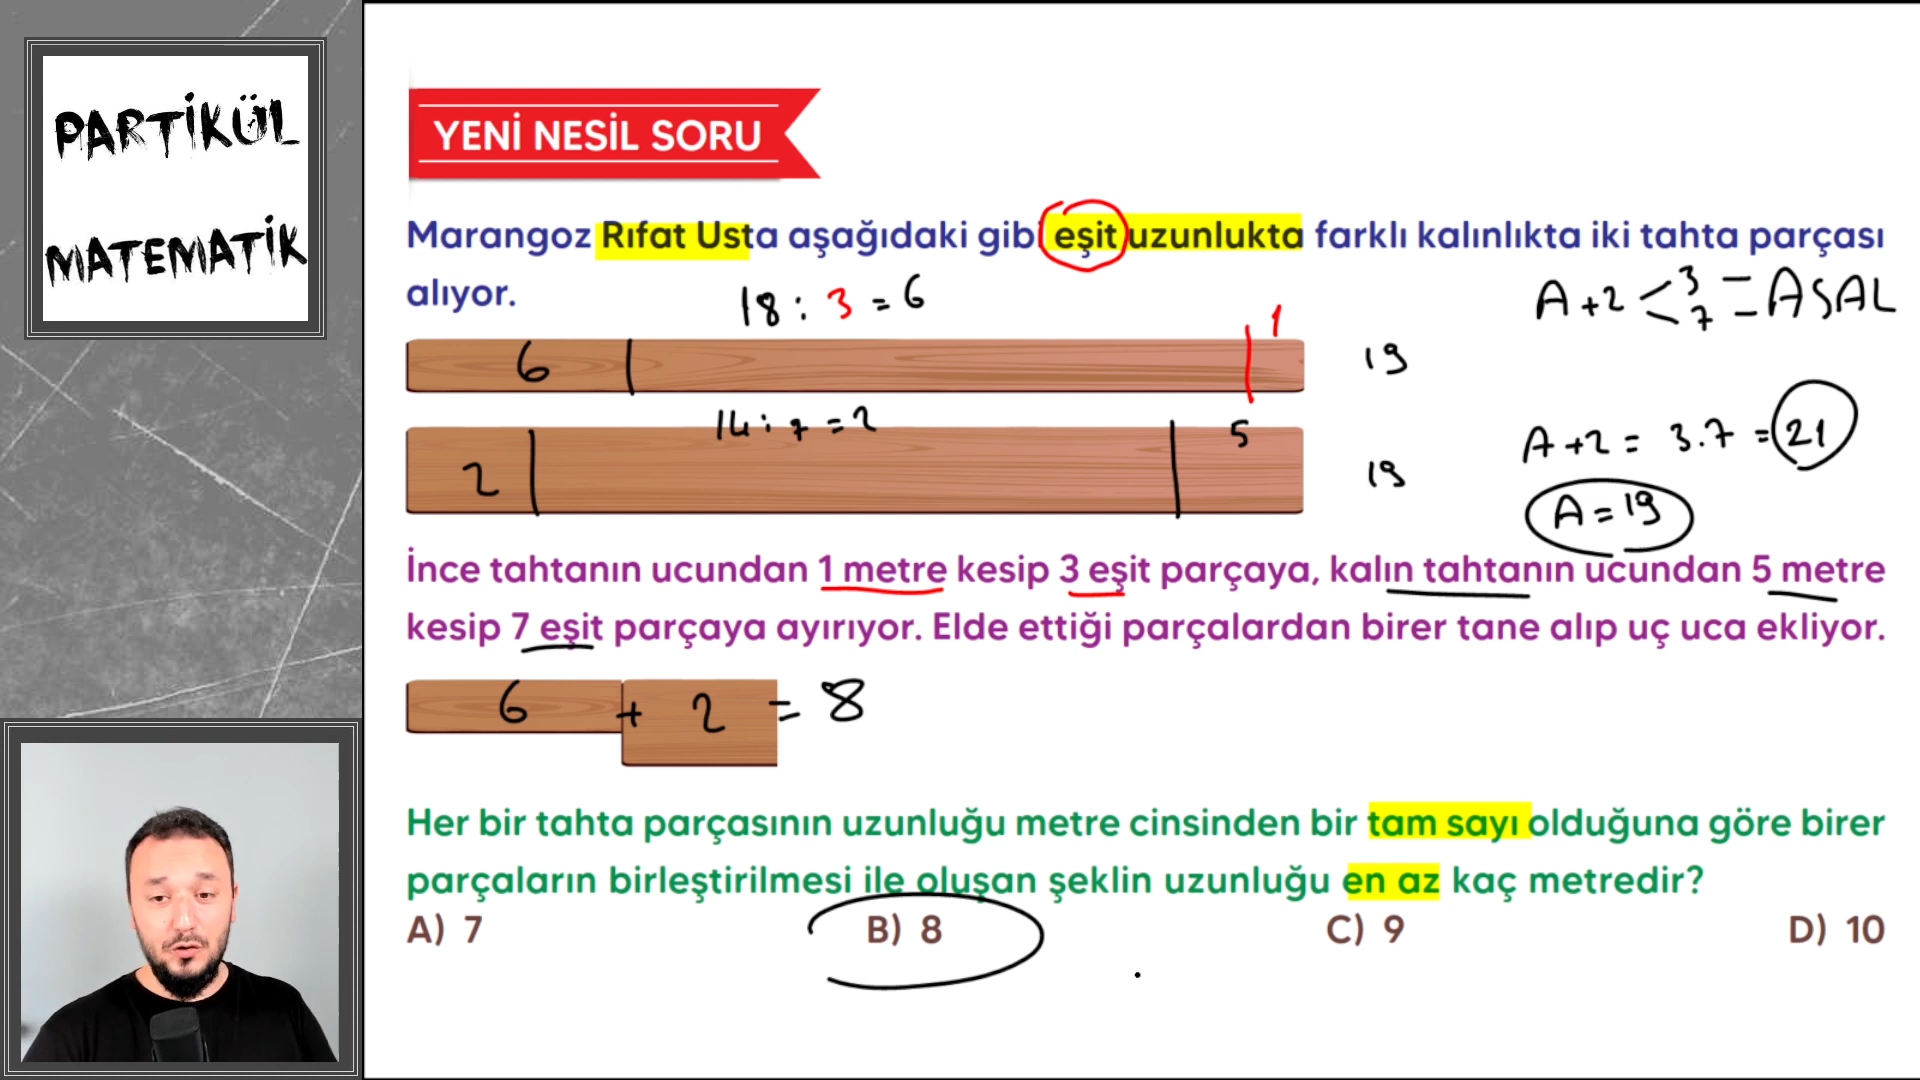 PARTİKÜL
MATEMATİK
YENİ NESİL SORU
Marangoz Rıfat Usta aşağıdaki gibi eşit uzunlukta farklı kalınlıkta iki tahta parçası
alıyor.
18 : 3 = 6
A+2 < 3 7 = ASAL
6 1 19
14 : 7 = 2
2 5 19
A+2 = 3.7 = 21
A = 19
İnce tahtanın ucundan 1 metre kesip 3 eşit parçaya, kalın tahtanın ucundan 5 metre
kesip 7 eşit parçaya ayırıyor. Elde ettiği parçalardan birer tane alıp uç uca ekliyor.
6 + 2 = 8
Her bir tahta parçasının uzunluğu metre cinsinden bir tam sayı olduğuna göre birer
parçaların birleştirilmesi ile oluşan şeklin uzunluğu en az kaç metredir?
A) 7 B) 8 C) 9 D) 10